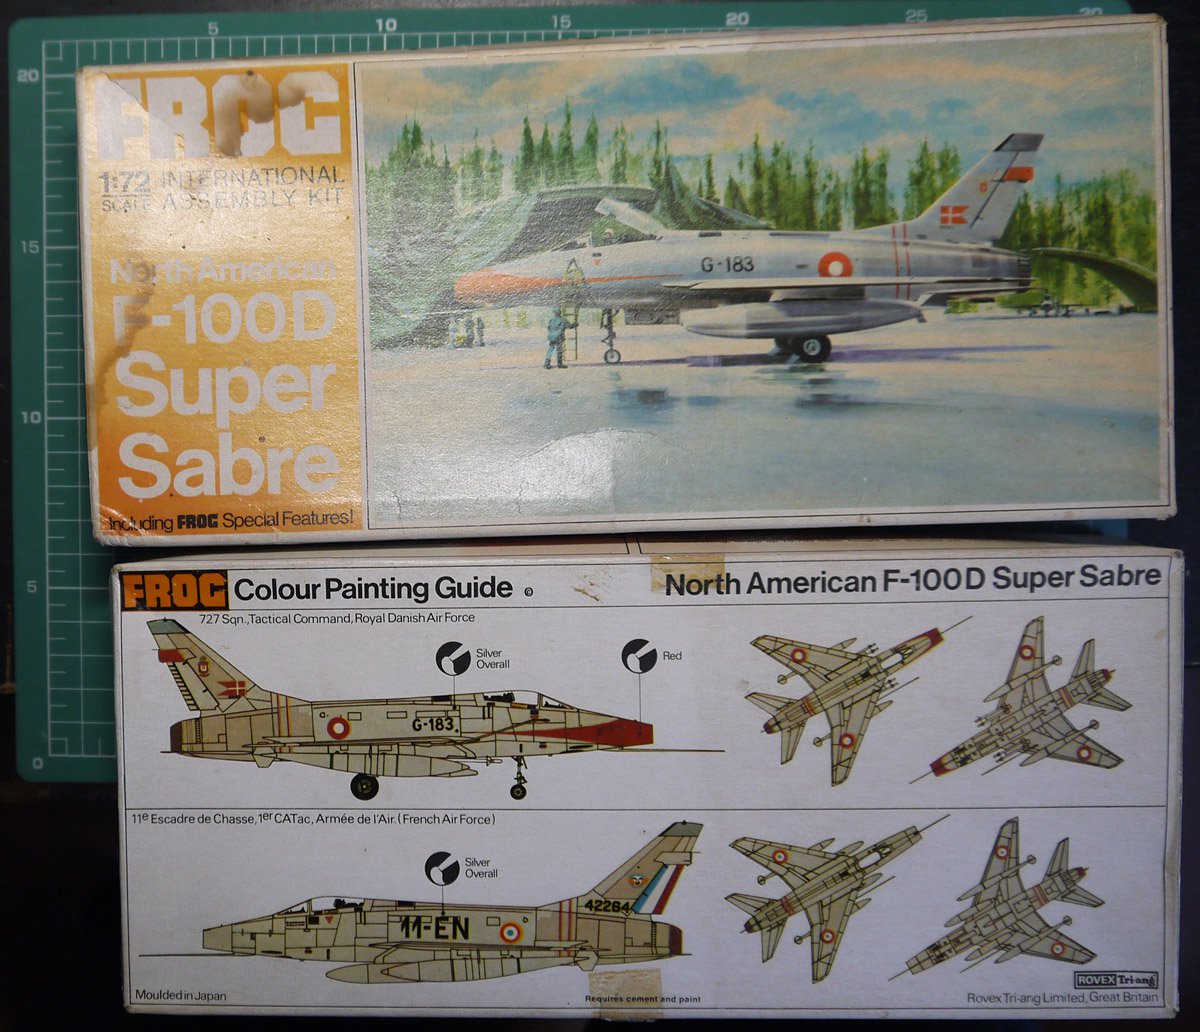 10
15
20
25
30
20
15
10
5
0
FROG
1:72 INTERNATIONAL
SCALE ASSEMBLY KIT
North American
F-100D
Super
Sabre
Including FROG Special Features!
G-183
FROG Colour Painting Guide ©
North American F-100D Super Sabre
727 Sqn., Tactical Command, Royal Danish Air Force
Silver
Overall
Red
G-183
11e Escadre de Chasse, 1er CATac, Armée de l'Air. (French Air Force)
Silver
Overall
42264
11-EN
Moulded in Japan
Requires cement and paint
ROVEX Tri-ang
Rovex Tri-ang Limited, Great Britain